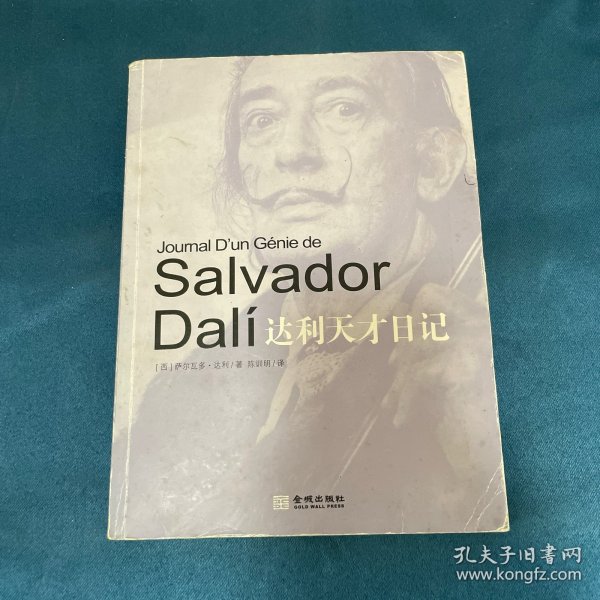 Journal D'un Génie de
Salvador
Dalí 达利天才日记
[西]萨尔瓦多·达利/著 陈训明/译
金城出版社
GOLD WALL PRESS
孔夫子旧书网
www.kongfz.com